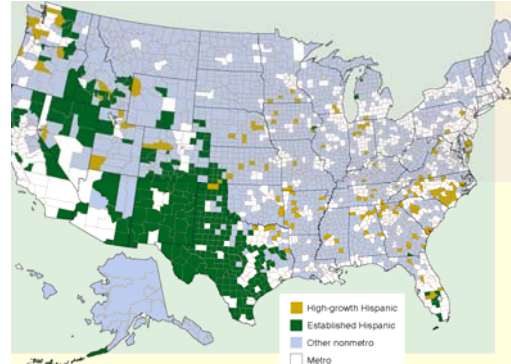 High-growth Hispanic
Established Hispanic
Other nonmetro
Metro